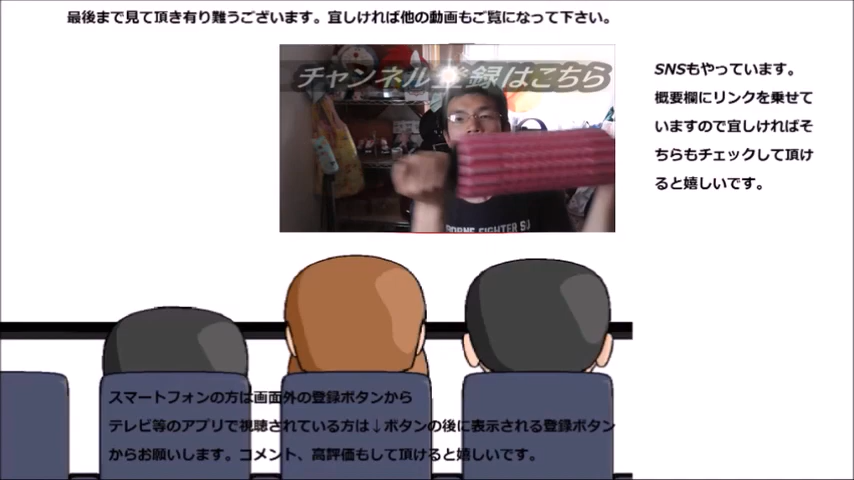 最後まで見て頂き有り難うございます。宜しければ他の動画もご覧になって下さい。
チャンネル登録はこちら
SNSもやっています。
概要欄にリンクを乗せて
いますので宜しければそ
ちらもチェックして頂け
ると嬉しいです。
スマートフォンの方は画面外の登録ボタンから
テレビ等のアプリで視聴されている方は↓ボタンの後に表示される登録ボタン
からお願いします。コメント、高評価もして頂けると嬉しいです。